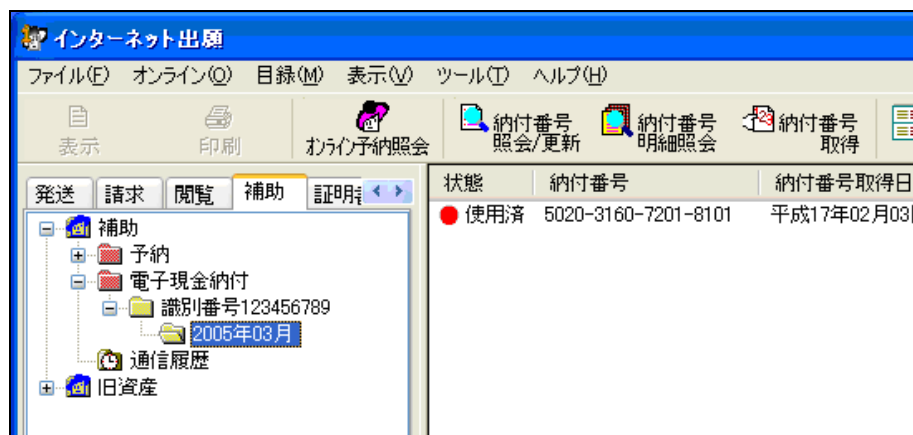 インターネット出願
ファイル(F) オンライン(O) 目録(M) 表示(V) ツール(T) ヘルプ(H)
表示 印刷 オンライン予納照会 納付番号照会/更新 納付番号明細照会 納付番号取得
発送 請求 閲覧 補助
状態 納付番号 納付番号取得日
使用済 5020-3160-7201-8101 平成17年02月03
補助
予納
電子現金納付
識別番号123456789
2005年03月
通信履歴
旧資産